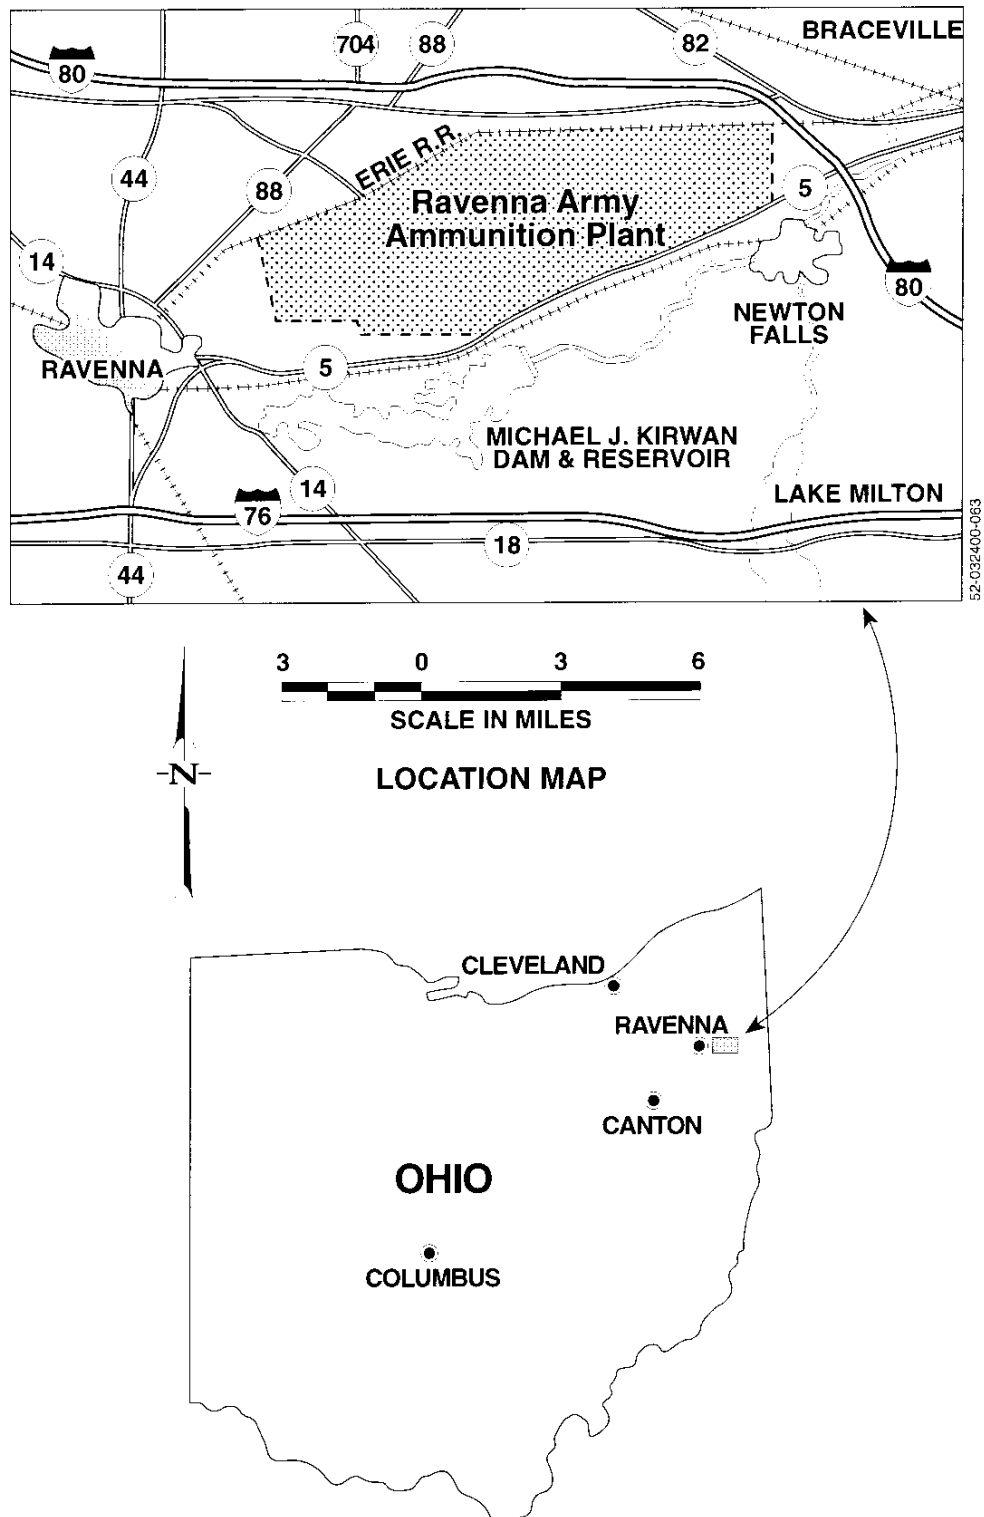 BRACEVILLE
704
88
82
80
ERIE R.R.
44
88
5
Ravenna Army
Ammunition Plant
14
80
NEWTON
FALLS
RAVENNA
5
MICHAEL J. KIRWAN
DAM & RESERVOIR
14
LAKE MILTON
76
18
44
52-032400-063
3 0 3 6
SCALE IN MILES
N
LOCATION MAP
CLEVELAND
RAVENNA
CANTON
OHIO
COLUMBUS